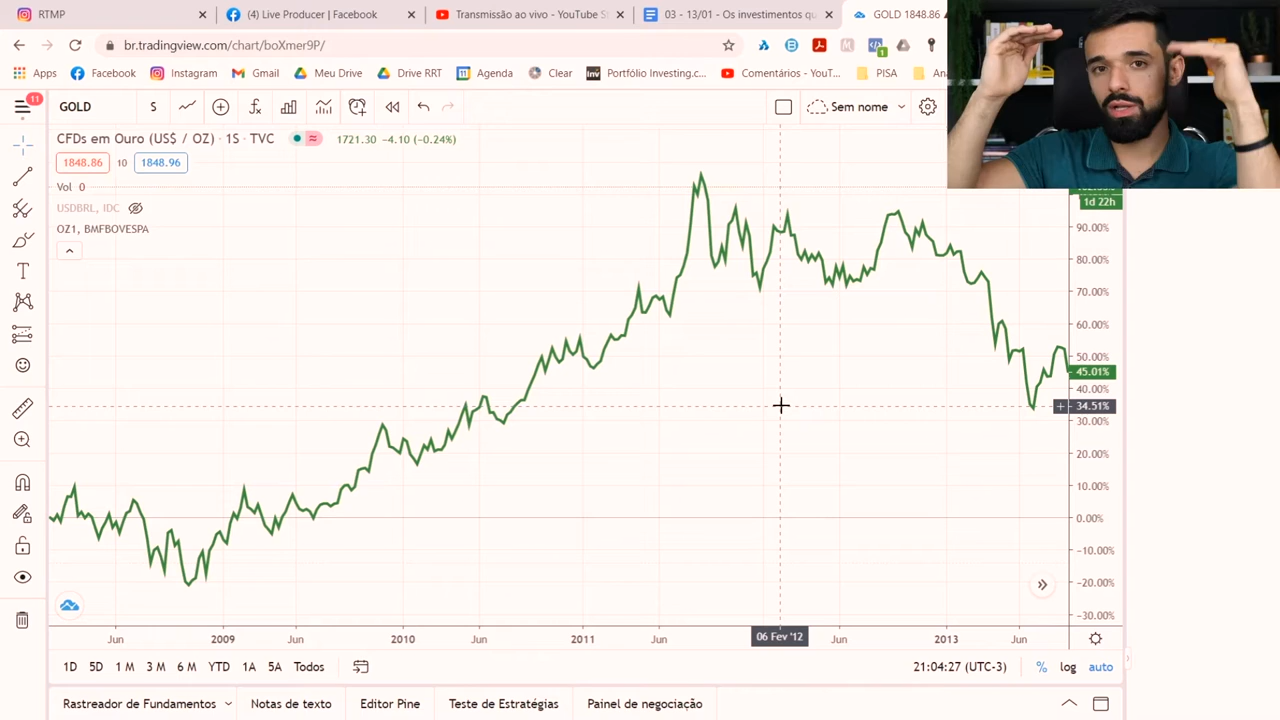 RTMP
(4) Live Producer | Facebook
Transmissão ao vivo - YouTube S
03 - 13/01 - Os investimentos qu
GOLD 1848.86
br.tradingview.com/chart/boXmer9P/
Apps
Facebook
Instagram
Gmail
Meu Drive
Drive RRT
Agenda
Clear
Inv
Portfólio Investing.c...
Comentários - YouT...
PISA
An
11
GOLD
$
Sem nome
CFDs em Ouro (US$ / OZ) · 1S · TVC
1721.30 −4.10 (−0.24%)
1848.86
10
1848.96
Vol 0
USDBRL, IDC
OZ1, BMFBOVESPA
1d 22h
90.00%
80.00%
70.00%
60.00%
50.00%
45.01%
40.00%
34.51%
30.00%
20.00%
10.00%
0.00%
−10.00%
−20.00%
−30.00%
Jun
2009
Jun
2010
Jun
2011
Jun
06 Fev '12
Jun
2013
Jun
1D
5D
1 M
3 M
6 M
YTD
1A
5A
Todos
21:04:27 (UTC-3)
%
log
auto
Rastreador de Fundamentos
Notas de texto
Editor Pine
Teste de Estratégias
Painel de negociação